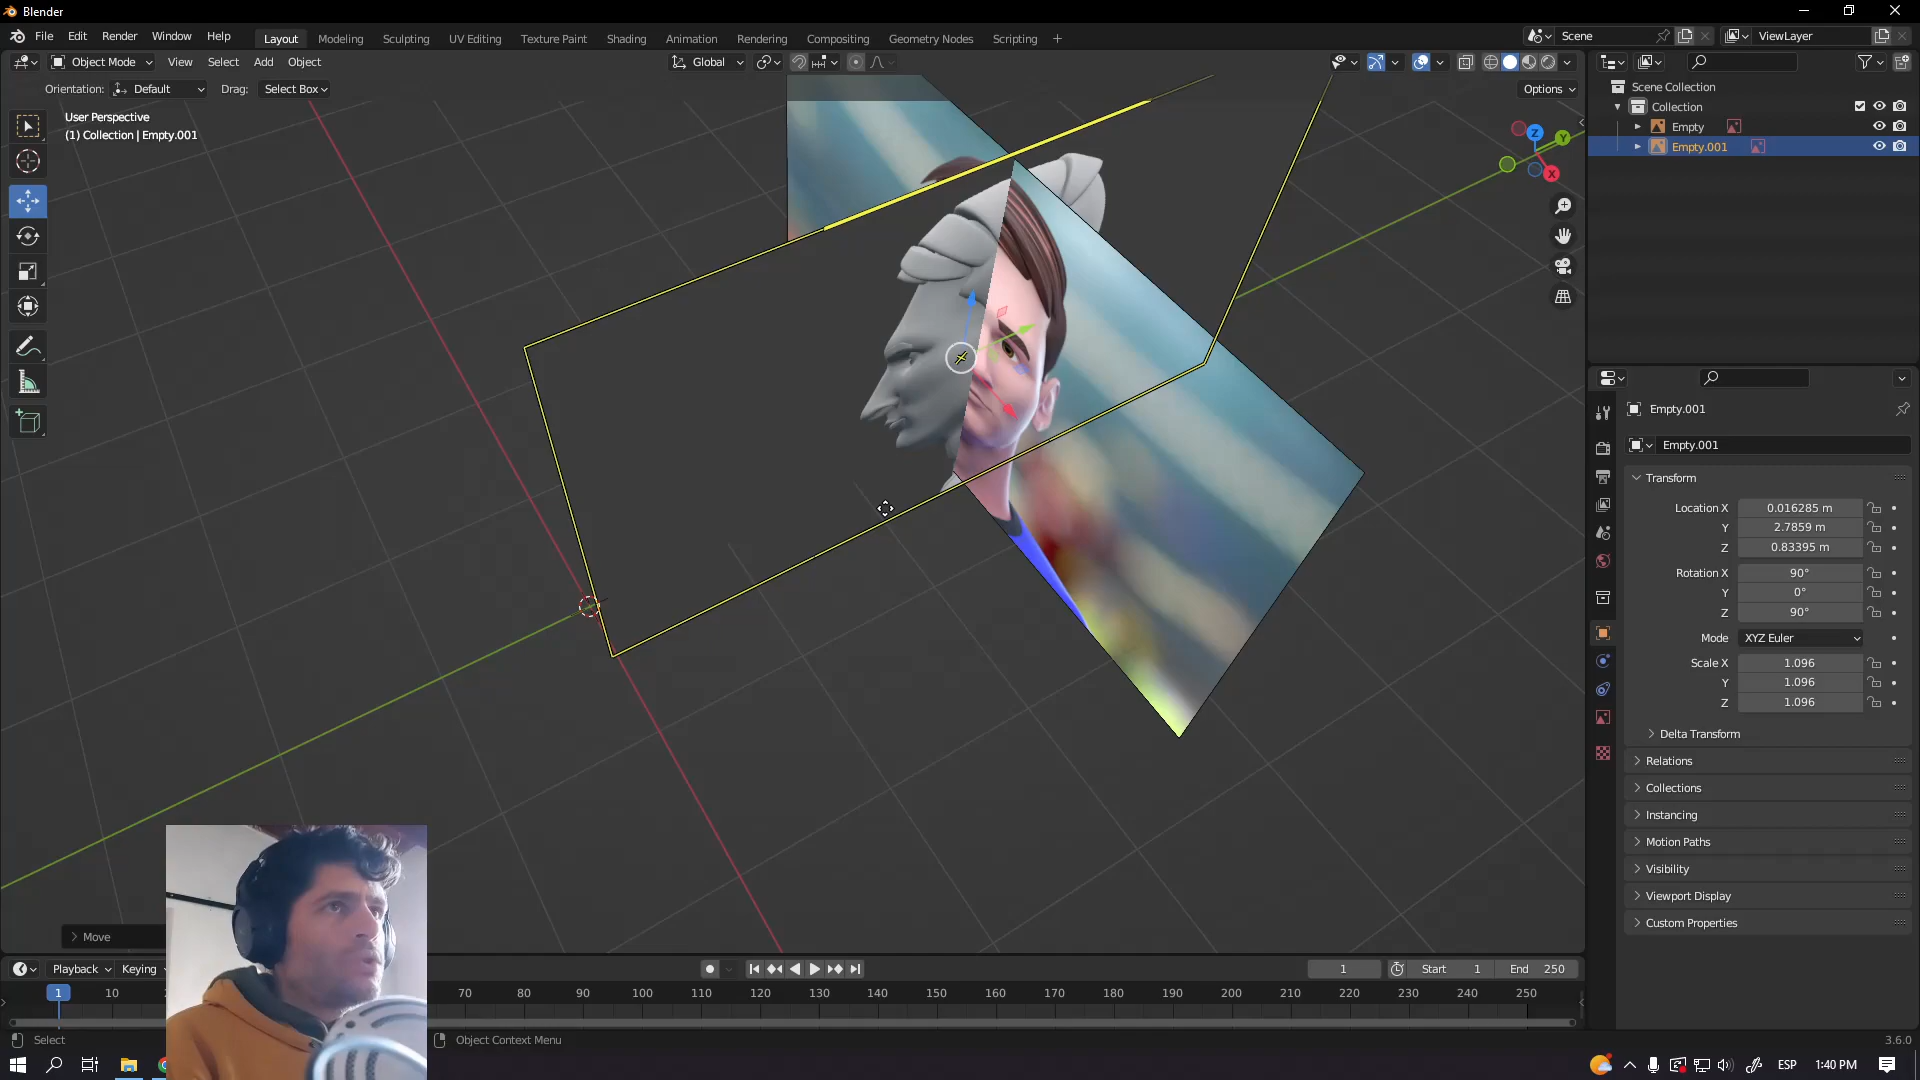 Blender
File Edit Render Window Help
Layout Modeling Sculpting UV Editing Texture Paint Shading Animation Rendering Compositing Geometry Nodes Scripting +
Scene
ViewLayer
Object Mode View Select Add Object
Global
Orientation: Default Drag: Select Box
Options
User Perspective
(1) Collection | Empty.001
Z
Y
X
Scene Collection
Collection
Empty
Empty.001
Empty.001
Empty.001
Transform
Location X 0.016285 m
Y 2.7859 m
Z 0.83395 m
Rotation X 90°
Y 0°
Z 90°
Mode XYZ Euler
Scale X 1.096
Y 1.096
Z 1.096
Delta Transform
Relations
Collections
Instancing
Motion Paths
Visibility
Viewport Display
Custom Properties
Move
Playback Keying
1
Start 1
End 250
1 10 70 80 90 100 110 120 130 140 150 160 170 180 190 200 210 220 230 240 250
Select
Object Context Menu
3.6.0
ESP
1:40 PM